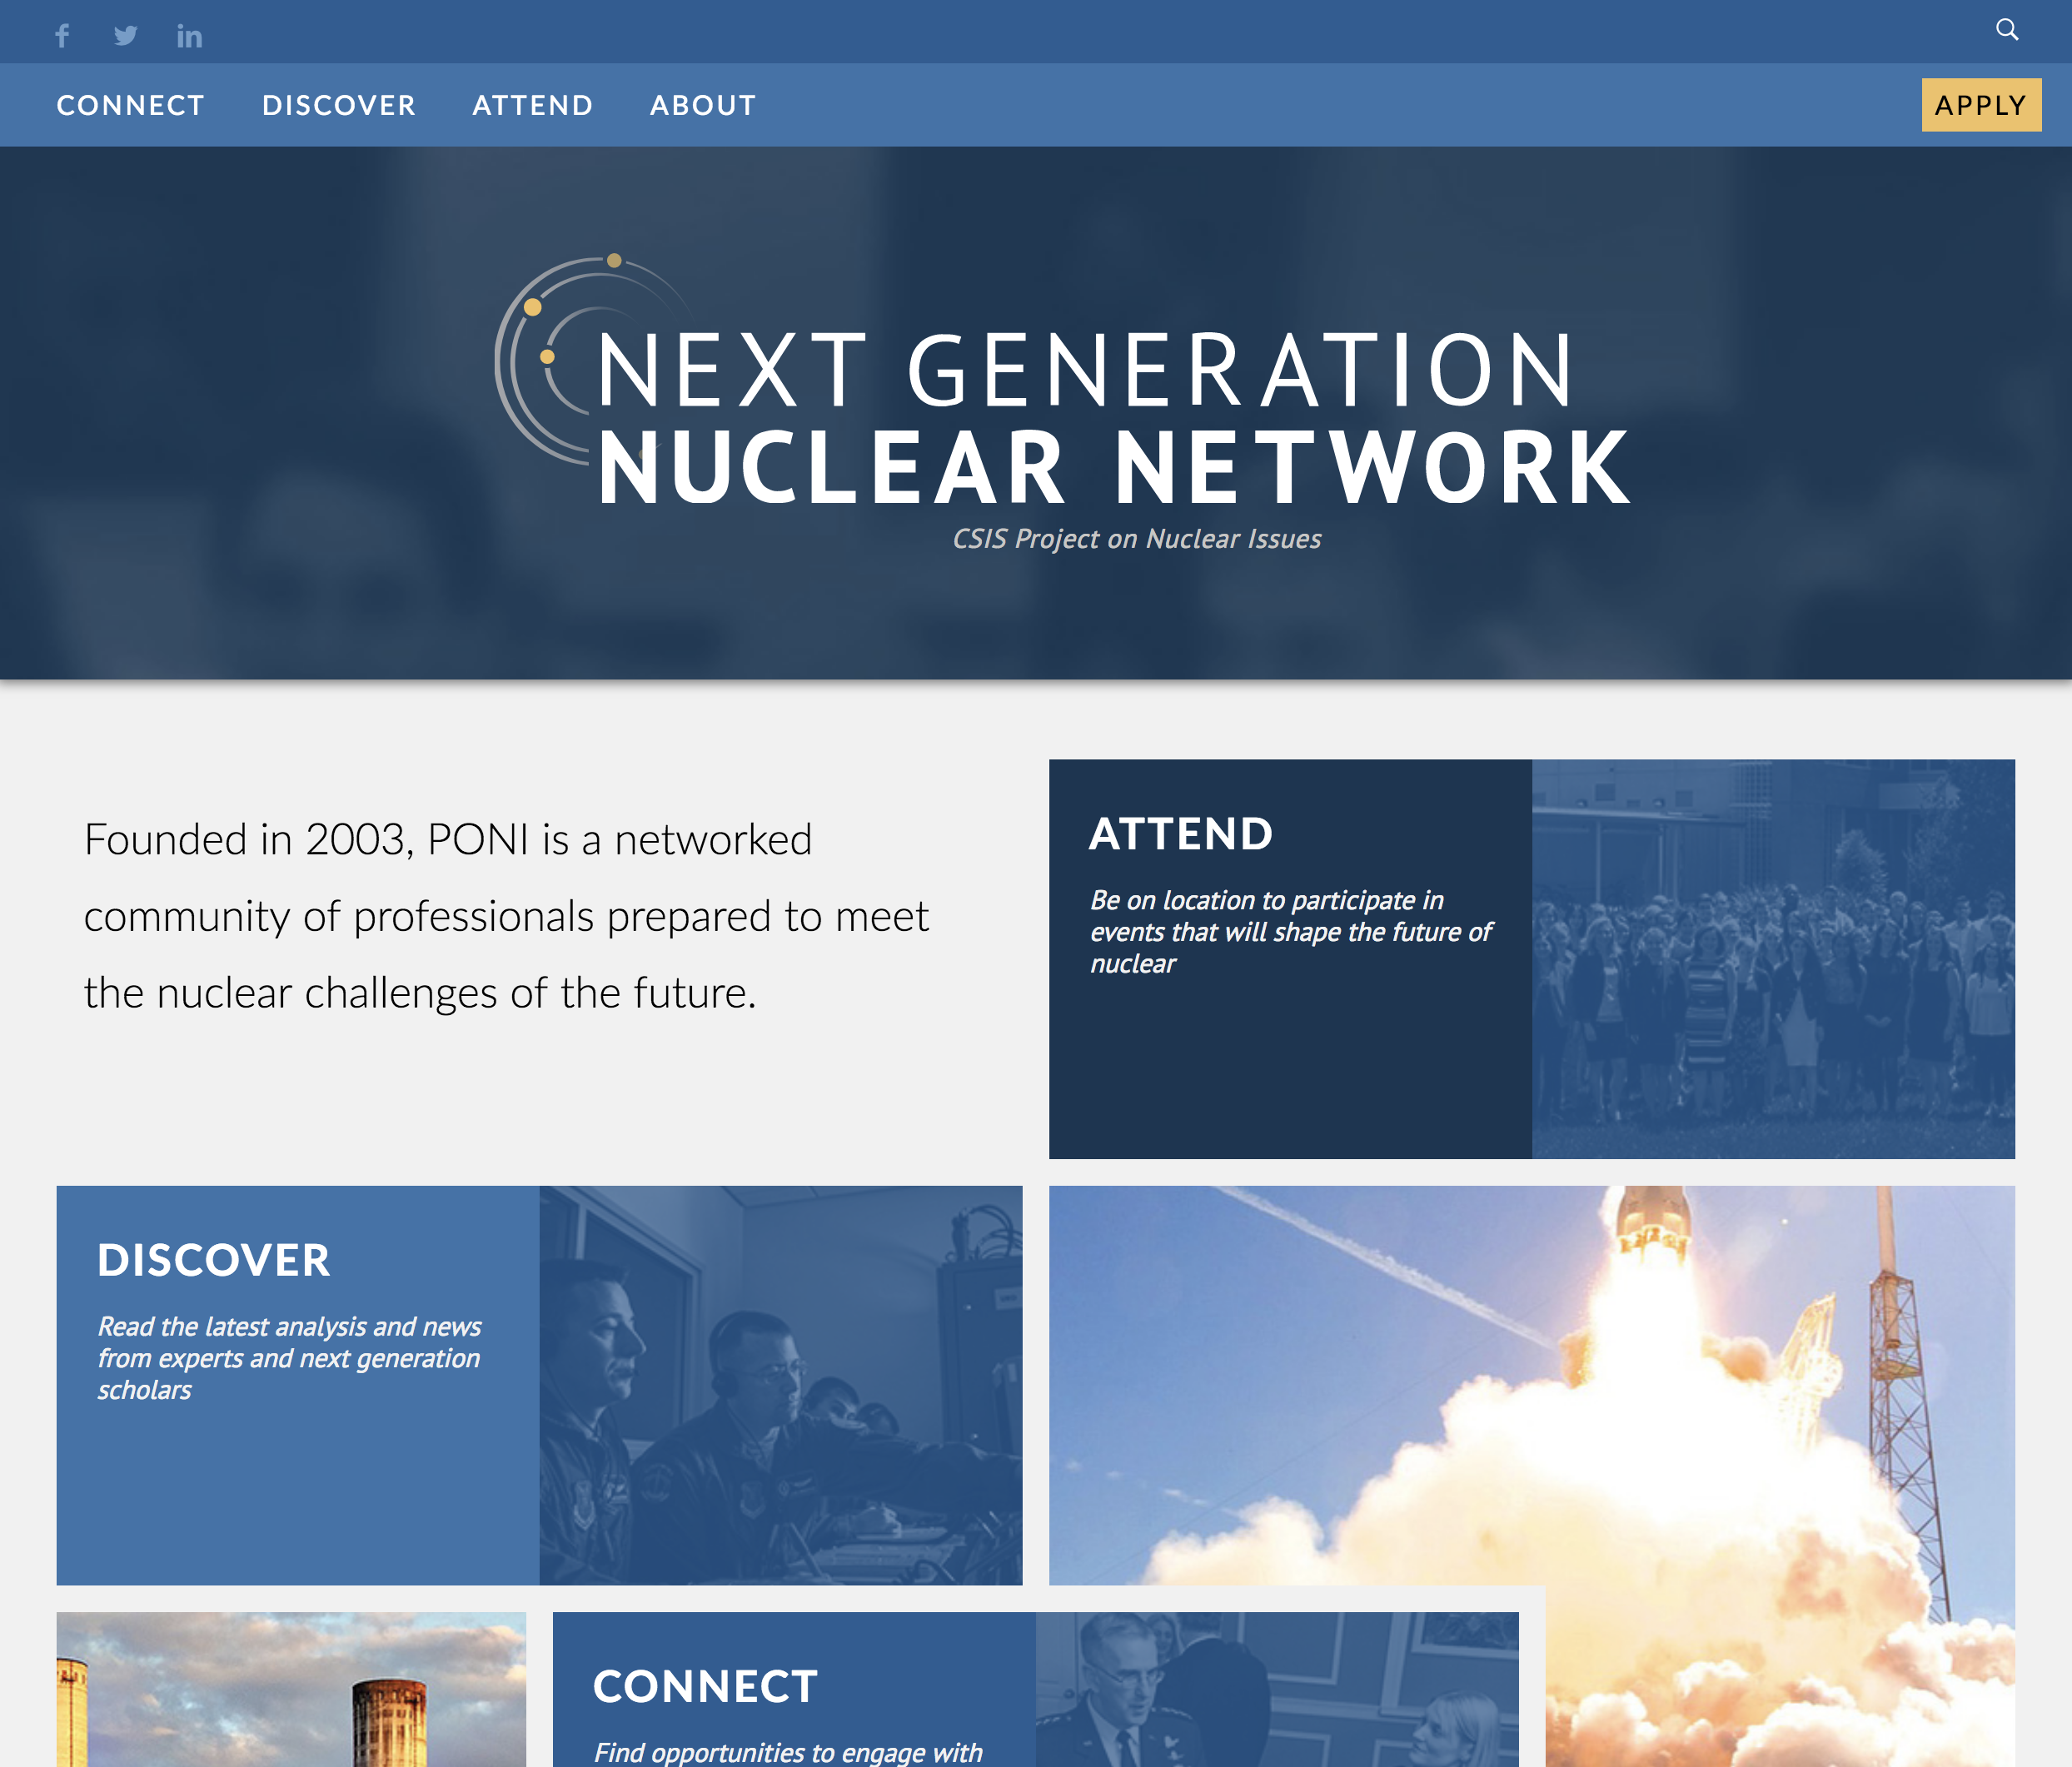 CONNECT DISCOVER ATTEND ABOUT APPLY
NEXT GENERATION
NUCLEAR NETWORK
CSIS Project on Nuclear Issues
Founded in 2003, PONI is a networked
community of professionals prepared to meet
the nuclear challenges of the future.
ATTEND
Be on location to participate in
events that will shape the future of
nuclear
DISCOVER
Read the latest analysis and news
from experts and next generation
scholars
CONNECT
Find opportunities to engage with